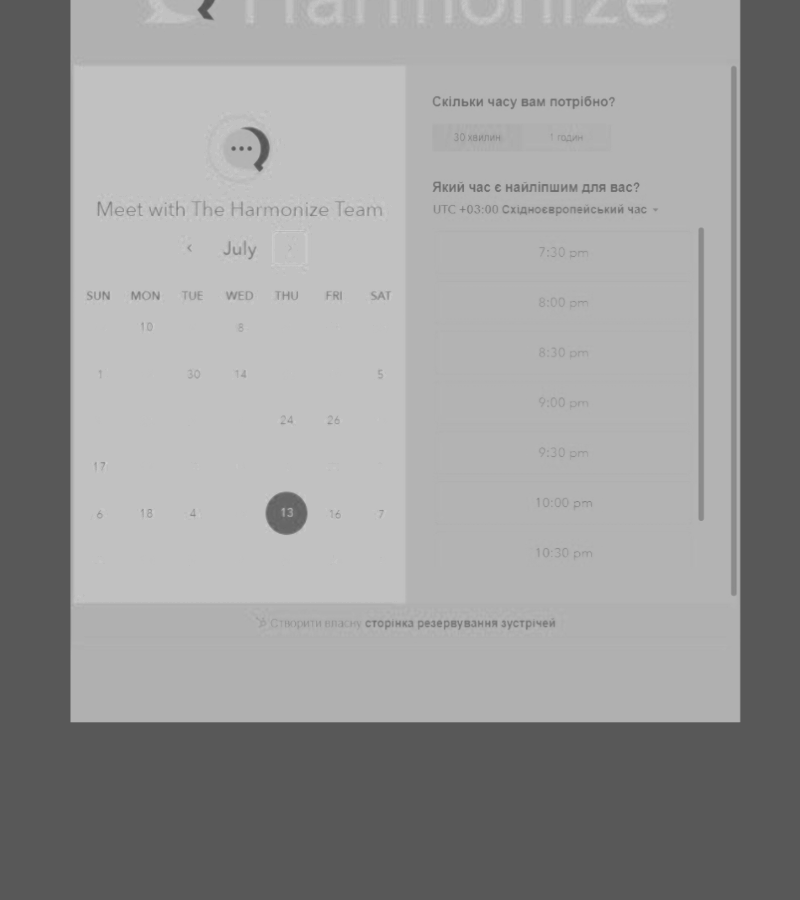 Harmonize
Meet with The Harmonize Team
July
SUN MON TUE WED THU FRI SAT
10 8
1 30 14 5
24 26
17
6 18 4 13 16 7
Скільки часу вам потрібно?
30 хвилин 1 годин
Який час є найліпшим для вас?
UTC +03:00 Східноєвропейський час
7:30 pm
8:00 pm
8:30 pm
9:00 pm
9:30 pm
10:00 pm
10:30 pm
Створити власну сторінка резервування зустрічей